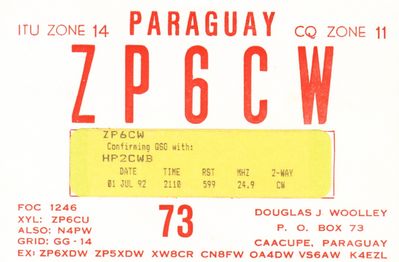 ITU ZONE 14 PARAGUAY CQ ZONE 11
ZP6CW
ZP6CW
Confirming QSO with:
HP2CWB
DATE TIME RST MHZ 2-WAY
01 JUL 92 2110 599 24.9 CW
FOC 1246
XYL: ZP6CU
ALSO: N4PW
GRID: GG-14
73
DOUGLAS J WOOLLEY
P. O. BOX 73
CAACUPE, PARAGUAY
EX: ZP6XDW ZP5XDW XW8CR CN8FW OA4DW VS6AW K4EZL